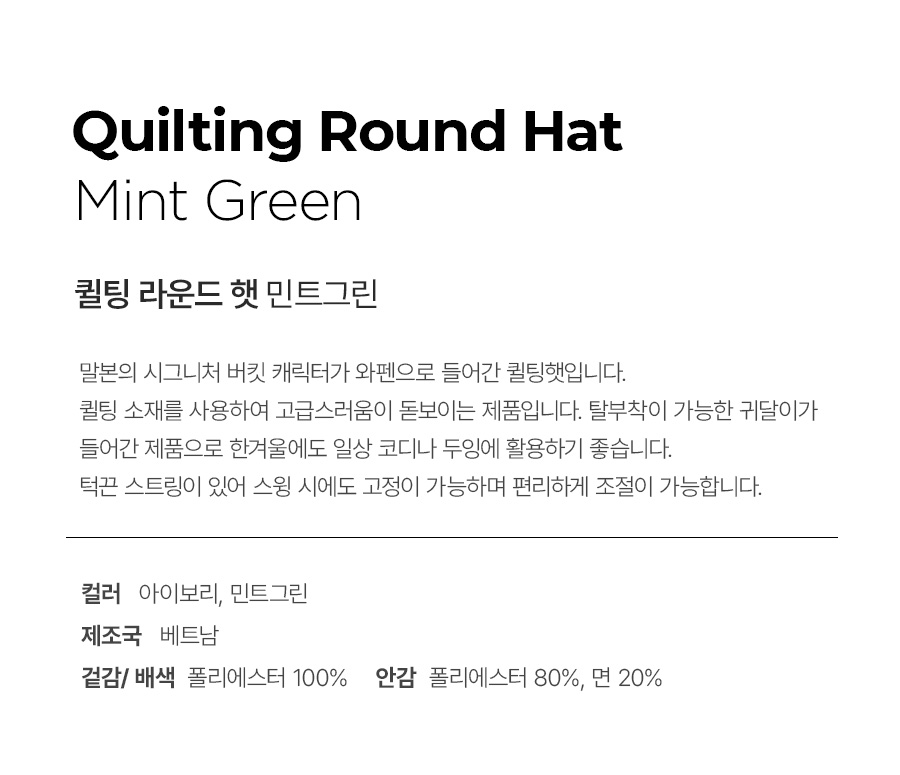 Quilting Round Hat
Mint Green
퀼팅 라운드 햇 민트그린
말본의 시그니처 버킷 캐릭터가 와펜으로 들어간 퀼팅햇입니다.
퀼팅 소재를 사용하여 고급스러움이 돋보이는 제품입니다. 탈부착이 가능한 귀달이가
들어간 제품으로 한겨울에도 일상 코디나 두잉에 활용하기 좋습니다.
턱끈 스트링이 있어 스윙 시에도 고정이 가능하며 편리하게 조절이 가능합니다.
컬러 아이보리, 민트그린
제조국 베트남
겉감/ 배색 폴리에스터 100% 안감 폴리에스터 80%, 면 20%